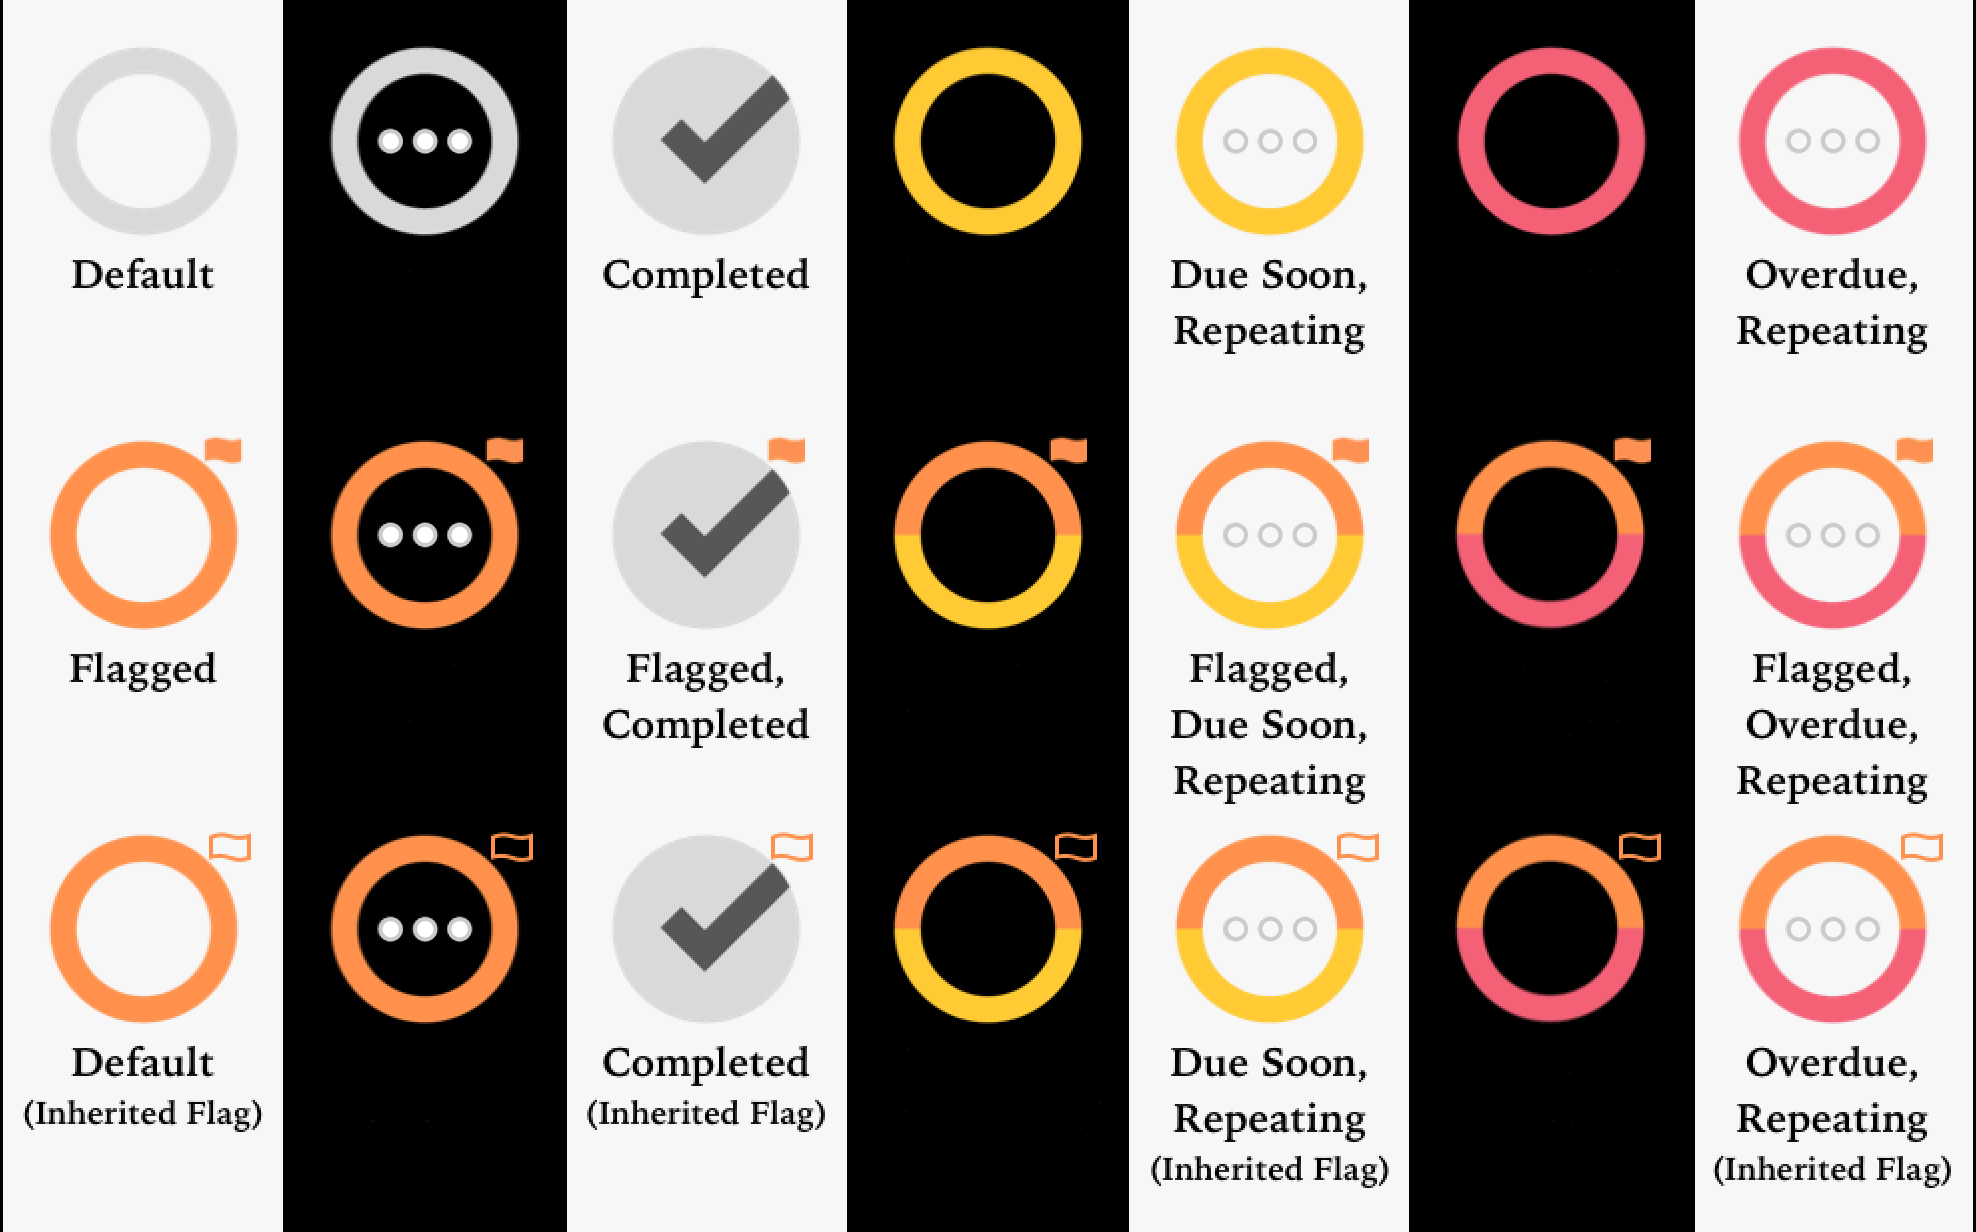 Default
Completed
Due Soon,
Repeating
Overdue,
Repeating
Flagged
Flagged,
Completed
Flagged,
Due Soon,
Repeating
Flagged,
Overdue,
Repeating
Default
(Inherited Flag)
Completed
(Inherited Flag)
Due Soon,
Repeating
(Inherited Flag)
Overdue,
Repeating
(Inherited Flag)